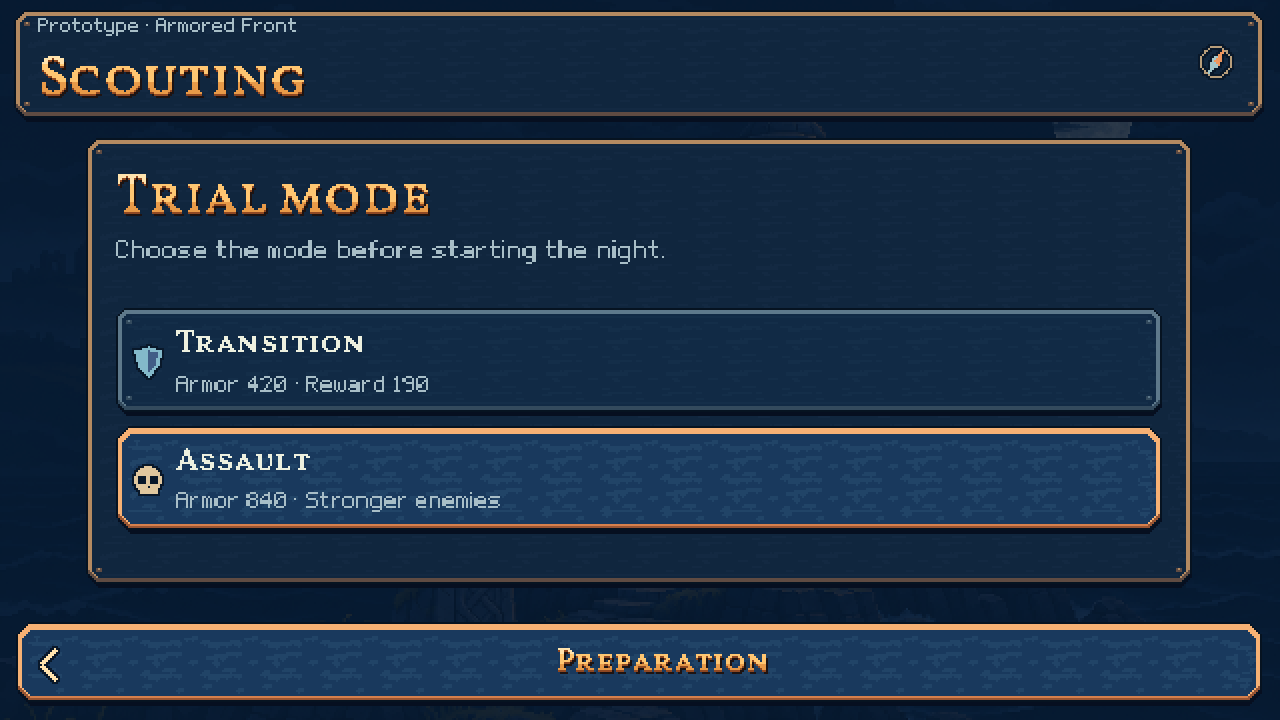 Prototype · Armored Front
Scouting
Trial mode
Choose the mode before starting the night.
Transition
Armor 420 · Reward 190
Assault
Armor 840 · Stronger enemies
Preparation